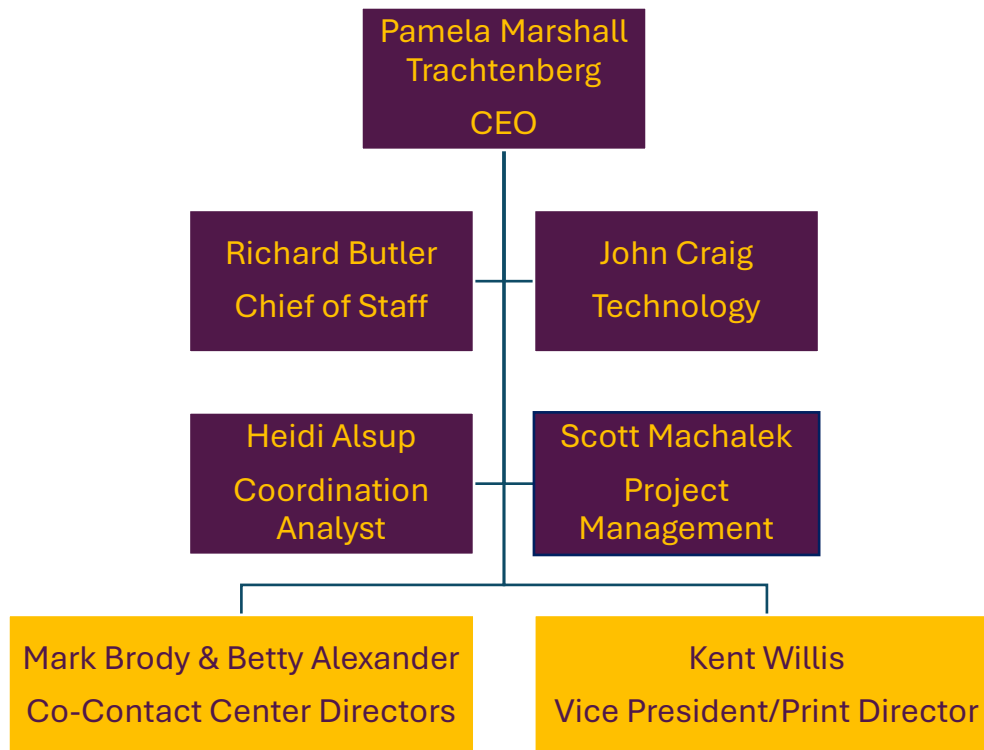 Pamela Marshall
Trachtenberg
CEO
Richard Butler
Chief of Staff
John Craig
Technology
Heidi Alsup
Coordination
Analyst
Scott Machalek
Project
Management
Mark Brody & Betty Alexander
Co-Contact Center Directors
Kent Willis
Vice President/Print Director